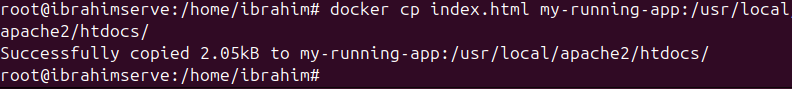 root@ibrahimserve:/home/ibrahim# docker cp index.html my-running-app:/usr/local/
apache2/htdocs/
Successfully copied 2.05kB to my-running-app:/usr/local/apache2/htdocs/
root@ibrahimserve:/home/ibrahim#